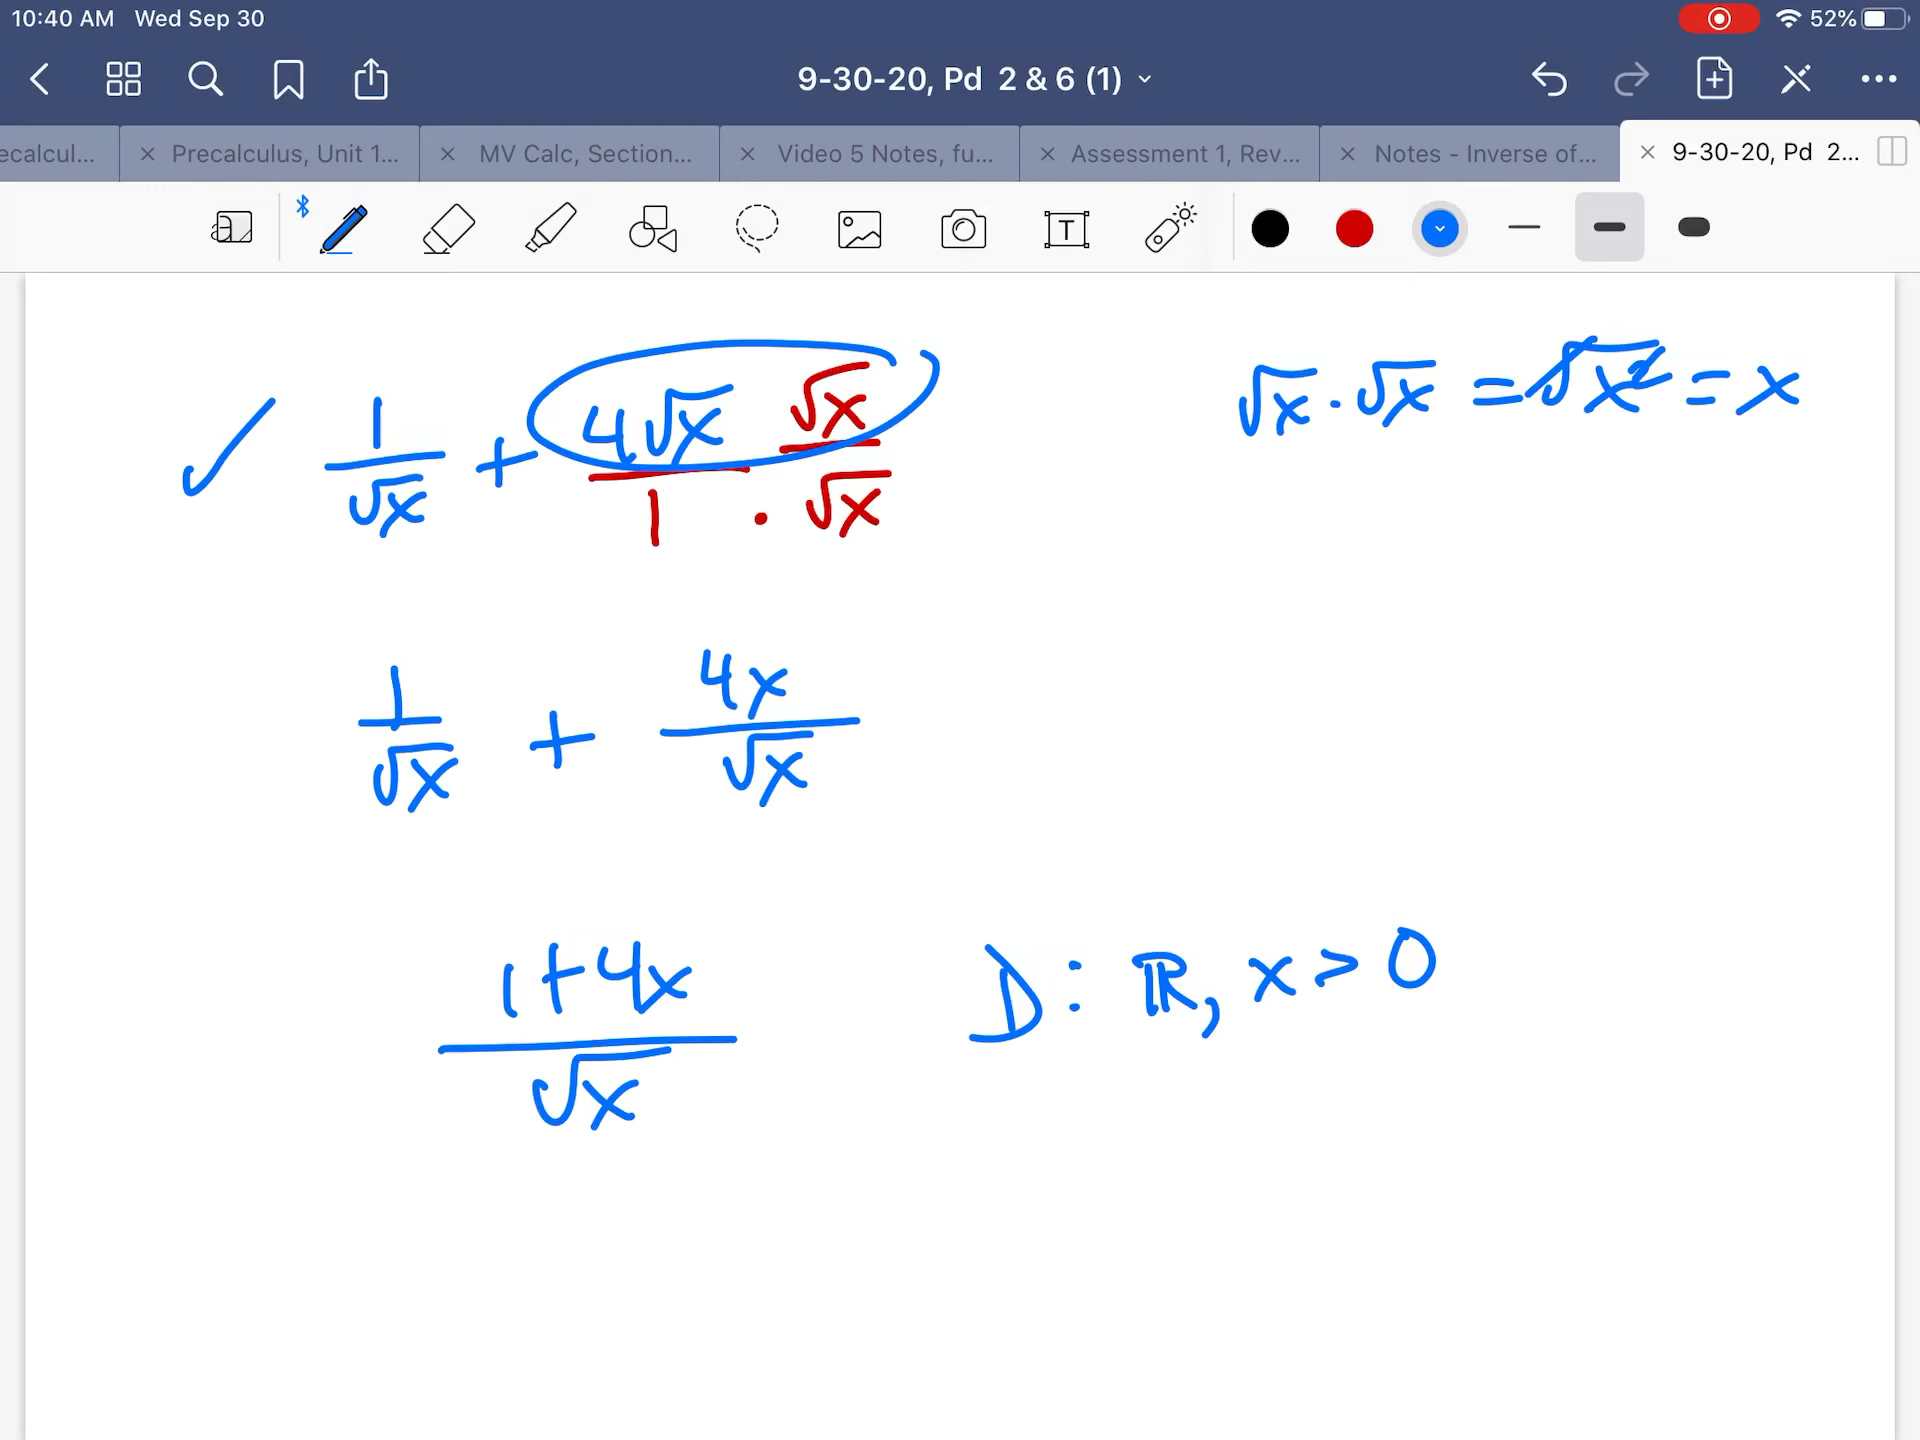 10:40 AM Wed Sep 30
52%
9-30-20, Pd 2 & 6 (1)
ecalcul...
Precalculus, Unit 1...
MV Calc, Section...
Video 5 Notes, fu...
Assessment 1, Rev...
Notes - Inverse of...
9-30-20, Pd 2...
T
✓ 1/√x + 4√x/1 · √x/√x
√x · √x = √x² = x
1/√x + 4x/√x
(1+4x)/√x
D: ℝ, x > 0